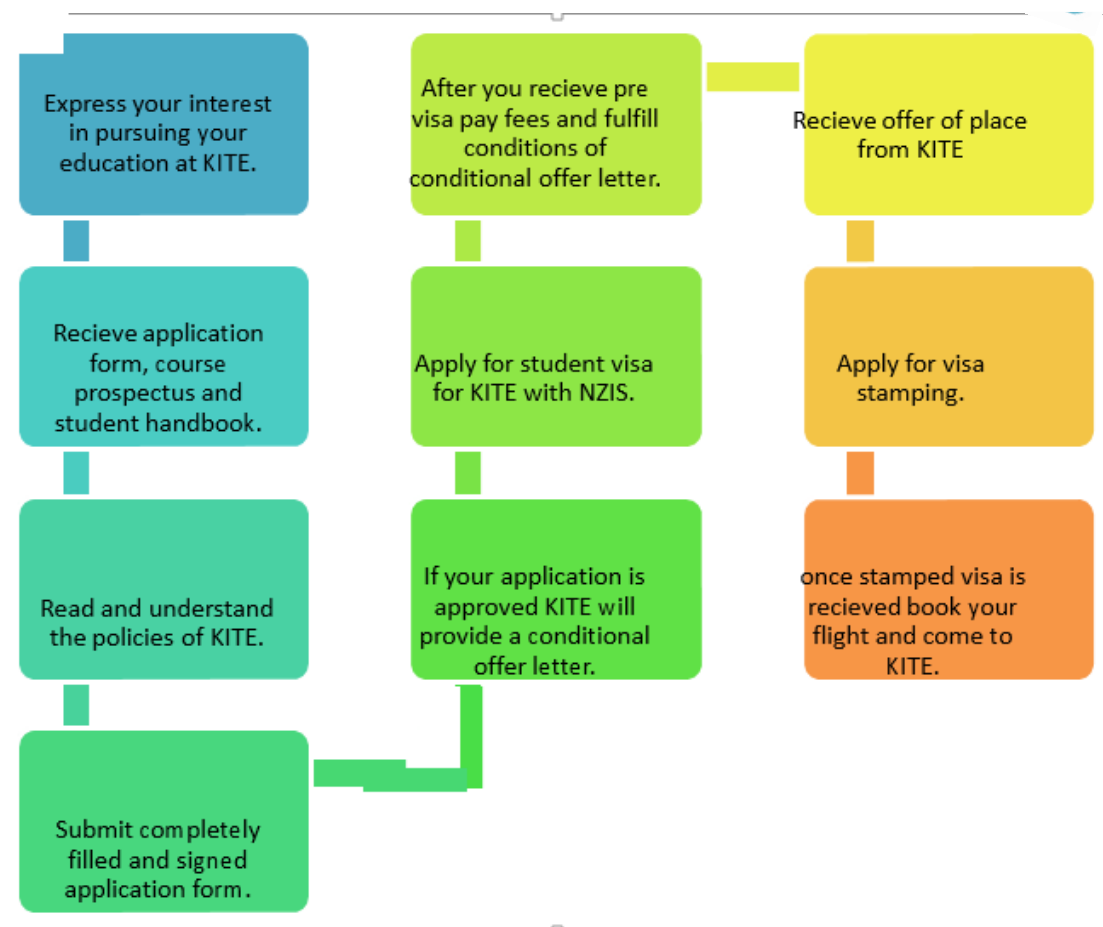 Express your interest
in pursuing your
education at KITE.
Recieve application
form, course
prospectus and
student handbook.
Read and understand
the policies of KITE.
Submit completely
filled and signed
application form.
If your application is
approved KITE will
provide a conditional
offer letter.
Apply for student visa
for KITE with NZIS.
After you recieve pre
visa pay fees and fulfill
conditions of
conditional offer letter.
Recieve offer of place
from KITE
Apply for visa
stamping.
once stamped visa is
recieved book your
flight and come to
KITE.